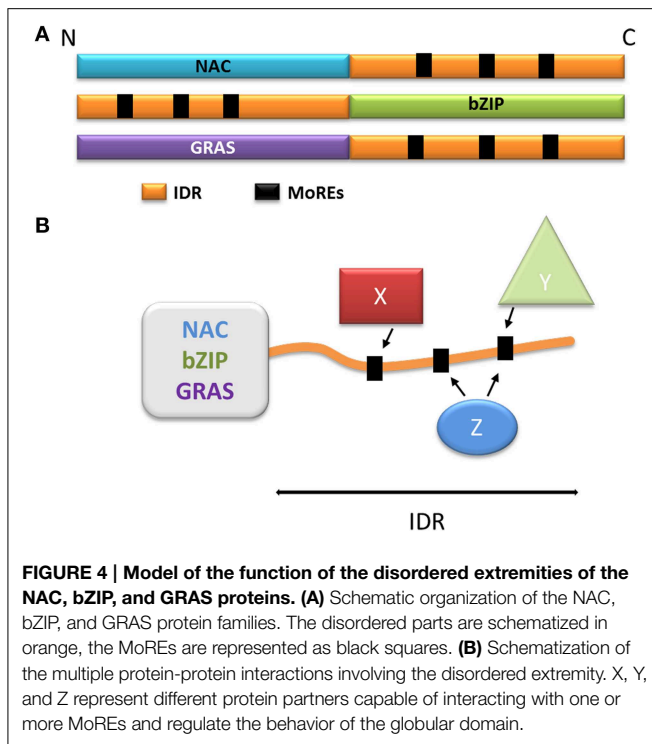 A N C
NAC
bZIP
GRAS
IDR MoREs
B
X Y
NAC
bZIP
GRAS
Z
IDR
FIGURE 4 | Model of the function of the disordered extremities of the
NAC, bZIP, and GRAS proteins. (A) Schematic organization of the NAC,
bZIP, and GRAS protein families. The disordered parts are schematized in
orange, the MoREs are represented as black squares. (B) Schematization of
the multiple protein-protein interactions involving the disordered extremity. X, Y,
and Z represent different protein partners capable of interacting with one or
more MoREs and regulate the behavior of the globular domain.